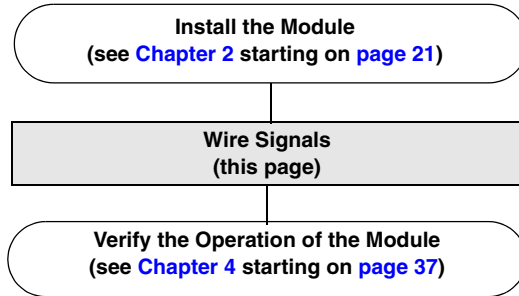 Install the Module
(see Chapter 2 starting on page 21)
Wire Signals
(this page)
Verify the Operation of the Module
(see Chapter 4 starting on page 37)